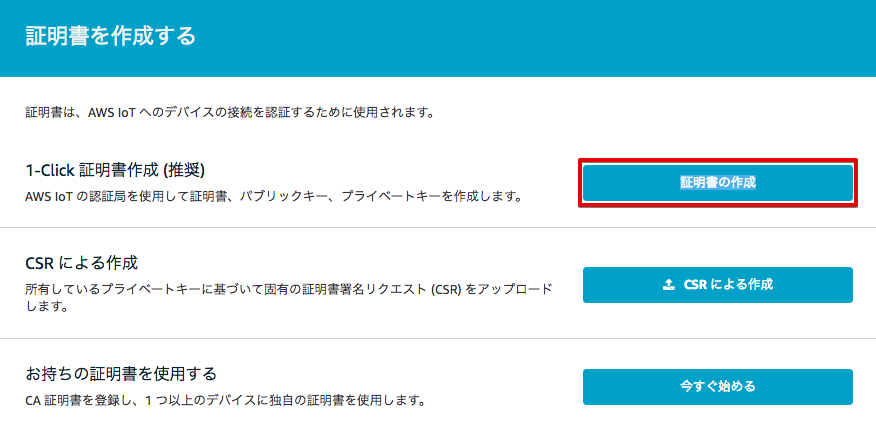 証明書を作成する
証明書は、AWS IoT へのデバイスの接続を認証するために使用されます。
1-Click 証明書作成 (推奨)
AWS IoT の認証局を使用して証明書、パブリックキー、プライベートキーを作成します。
証明書の作成
CSR による作成
所有しているプライベートキーに基づいて固有の証明書署名リクエスト (CSR) をアップロード
します。
CSR による作成
お持ちの証明書を使用する
CA 証明書を登録し、1 つ以上のデバイスに独自の証明書を使用します。
今すぐ始める